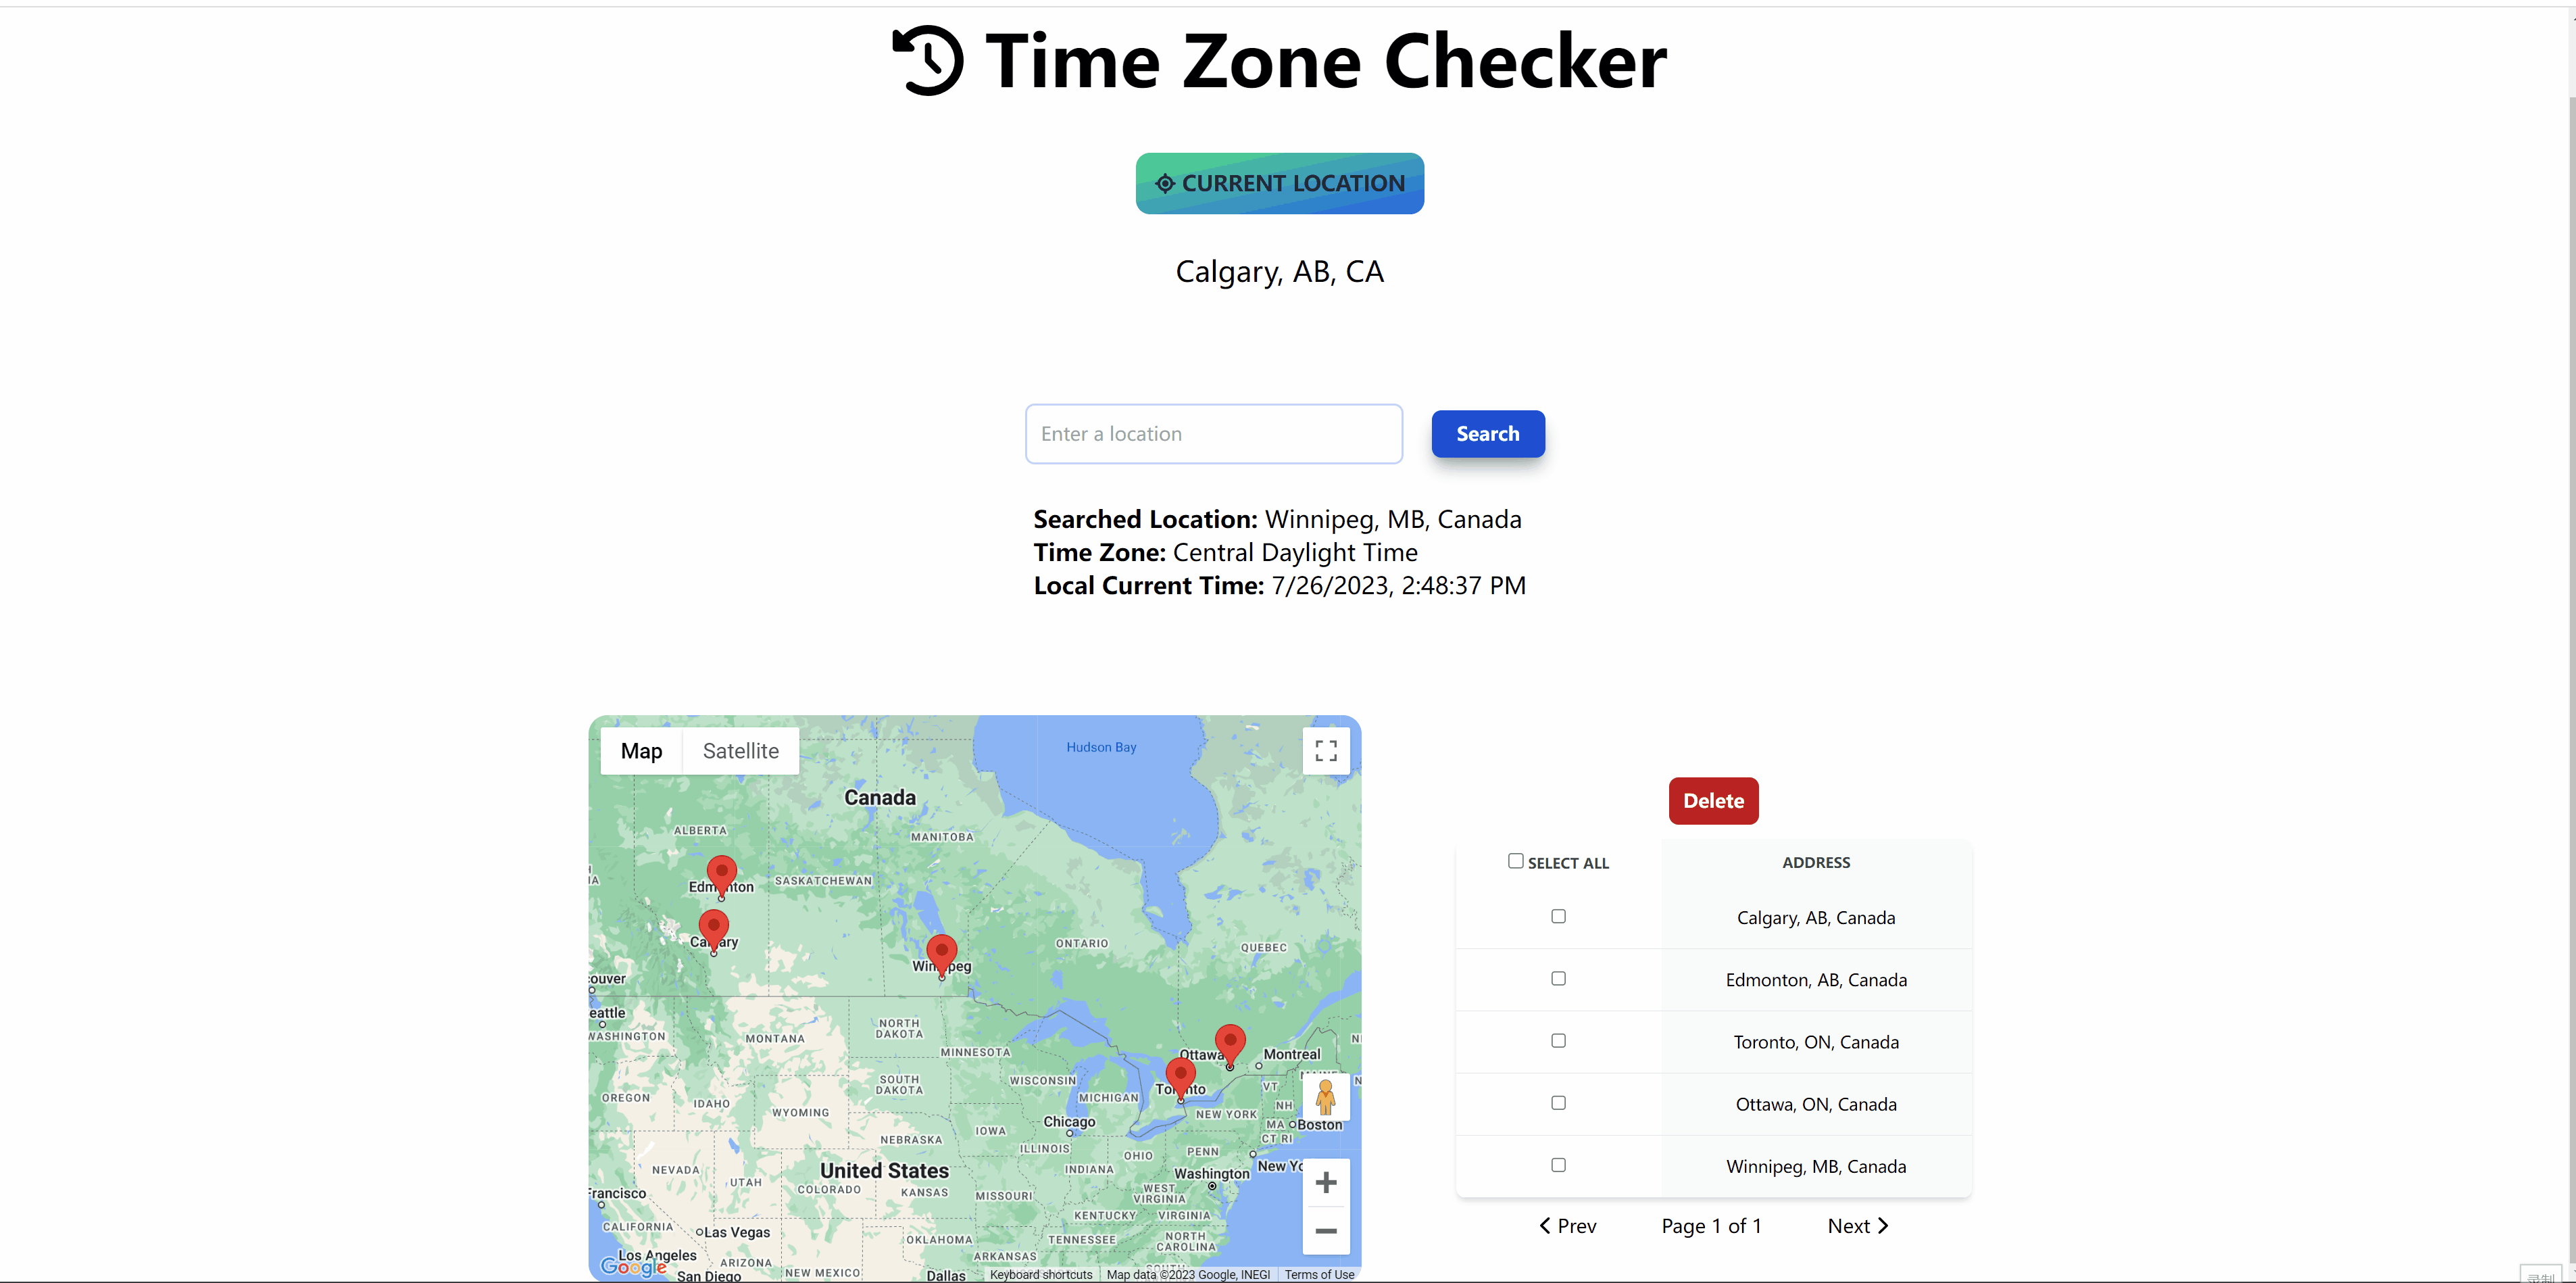 Time Zone Checker
CURRENT LOCATION
Calgary, AB, CA
Enter a location
Search
Searched Location: Winnipeg, MB, Canada
Time Zone: Central Daylight Time
Local Current Time: 7/26/2023, 2:48:37 PM
Map
Satellite
Hudson Bay
Canada
ALBERTA
MANITOBA
SASKATCHEWAN
Edmonton
Calgary
Winnipeg
ONTARIO
QUEBEC
couver
eattle
WASHINGTON
MONTANA
NORTH
DAKOTA
MINNESOTA
Ottawa
Montreal
SOUTH
DAKOTA
WISCONSIN
MICHIGAN
Toronto
VT
MAINE
OREGON
IDAHO
WYOMING
NEW YORK
NH
Chicago
MA
Boston
CT RI
IOWA
NEBRASKA
ILLINOIS
OHIO
PENN
INDIANA
NEVADA
UTAH
United States
COLORADO
KANSAS
MISSOURI
Washington
New Yo
WEST
VIRGINIA
Francisco
KENTUCKY
VIRGINIA
CALIFORNIA
Las Vegas
OKLAHOMA
TENNESSEE
NORTH
CAROLINA
Los Angeles
ARIZONA
ARKANSAS
Google
San Diego
NEW MEXICO
Dallas
SOUTH
Keyboard shortcuts
Map data ©2023 Google, INEGI
Terms of Use
Delete
SELECT ALL
ADDRESS
Calgary, AB, Canada
Edmonton, AB, Canada
Toronto, ON, Canada
Ottawa, ON, Canada
Winnipeg, MB, Canada
Prev
Page 1 of 1
Next